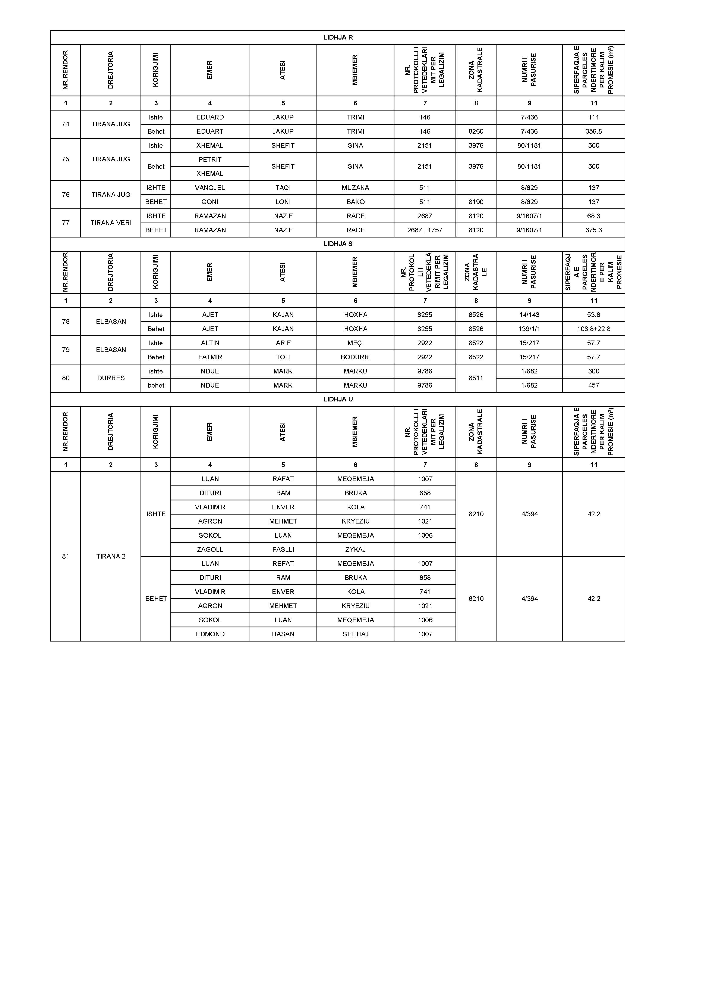 LIDHJA R
NR.RENDOR DREJTORIA KORIGJIMI EMER ATESI MBIEMER NR. PROTOKOLLI I VETEDEKLARI MIT PER LEGALIZIM ZONA KADASTRALE NUMRI I PASURISE SIPERFAQJA E PARCELES NDERTIMORE PER KALIM PRONESIE (m²)
1 2 3 4 5 6 7 8 9 11
74 TIRANA JUG Ishte EDUARD JAKUP TRIMI 146 7/436 111
Behet EDUART JAKUP TRIMI 146 8260 7/436 356.8
75 TIRANA JUG Ishte XHEMAL SHEFIT SINA 2151 3976 80/1181 500
Behet PETRIT SHEFIT SINA 2151 3976 80/1181 500
XHEMAL
76 TIRANA JUG ISHTE VANGJEL TAQI MUZAKA 511 8/629 137
BEHET GONI LONI BAKO 511 8190 8/629 137
77 TIRANA VERI ISHTE RAMAZAN NAZIF RADE 2687 8120 9/1607/1 68.3
BEHET RAMAZAN NAZIF RADE 2687 , 1757 8120 9/1607/1 375.3
LIDHJA S
NR.RENDOR DREJTORIA KORIGJIMI EMER ATESI MBIEMER NR. PROTOKOL LI I VETEDEKLA RIMIT PER LEGALIZIM ZONA KADASTRA LE NUMRI I PASURISE SIPERFAQJ A E PARCELES NDERTIMOR E PER KALIM PRONESIE
1 2 3 4 5 6 7 8 9 11
78 ELBASAN Ishte AJET KAJAN HOXHA 8255 8526 14/143 53.8
Behet AJET KAJAN HOXHA 8255 8526 139/1/1 108.8+22.8
79 ELBASAN Ishte ALTIN ARIF MEÇI 2922 8522 15/217 57.7
Behet FATMIR TOLI BODURRI 2922 8522 15/217 57.7
80 DURRES ishte NDUE MARK MARKU 9786 8511 1/682 300
behet NDUE MARK MARKU 9786 1/682 457
LIDHJA U
NR.RENDOR DREJTORIA KORIGJIMI EMER ATESI MBIEMER NR. PROTOKOLLI I VETEDEKLARI MIT PER LEGALIZIM ZONA KADASTRALE NUMRI I PASURISE SIPERFAQJA E PARCELES NDERTIMORE PER KALIM PRONESIE (m²)
1 2 3 4 5 6 7 8 9 11
81 TIRANA 2 ISHTE LUAN RAFAT MEQEMEJA 1007 8210 4/394 42.2
DITURI RAM BRUKA 858
VLADIMIR ENVER KOLA 741
AGRON MEHMET KRYEZIU 1021
SOKOL LUAN MEQEMEJA 1006
ZAGOLL FASLLI ZYKAJ
BEHET LUAN REFAT MEQEMEJA 1007 8210 4/394 42.2
DITURI RAM BRUKA 858
VLADIMIR ENVER KOLA 741
AGRON MEHMET KRYEZIU 1021
SOKOL LUAN MEQEMEJA 1006
EDMOND HASAN SHEHAJ 1007